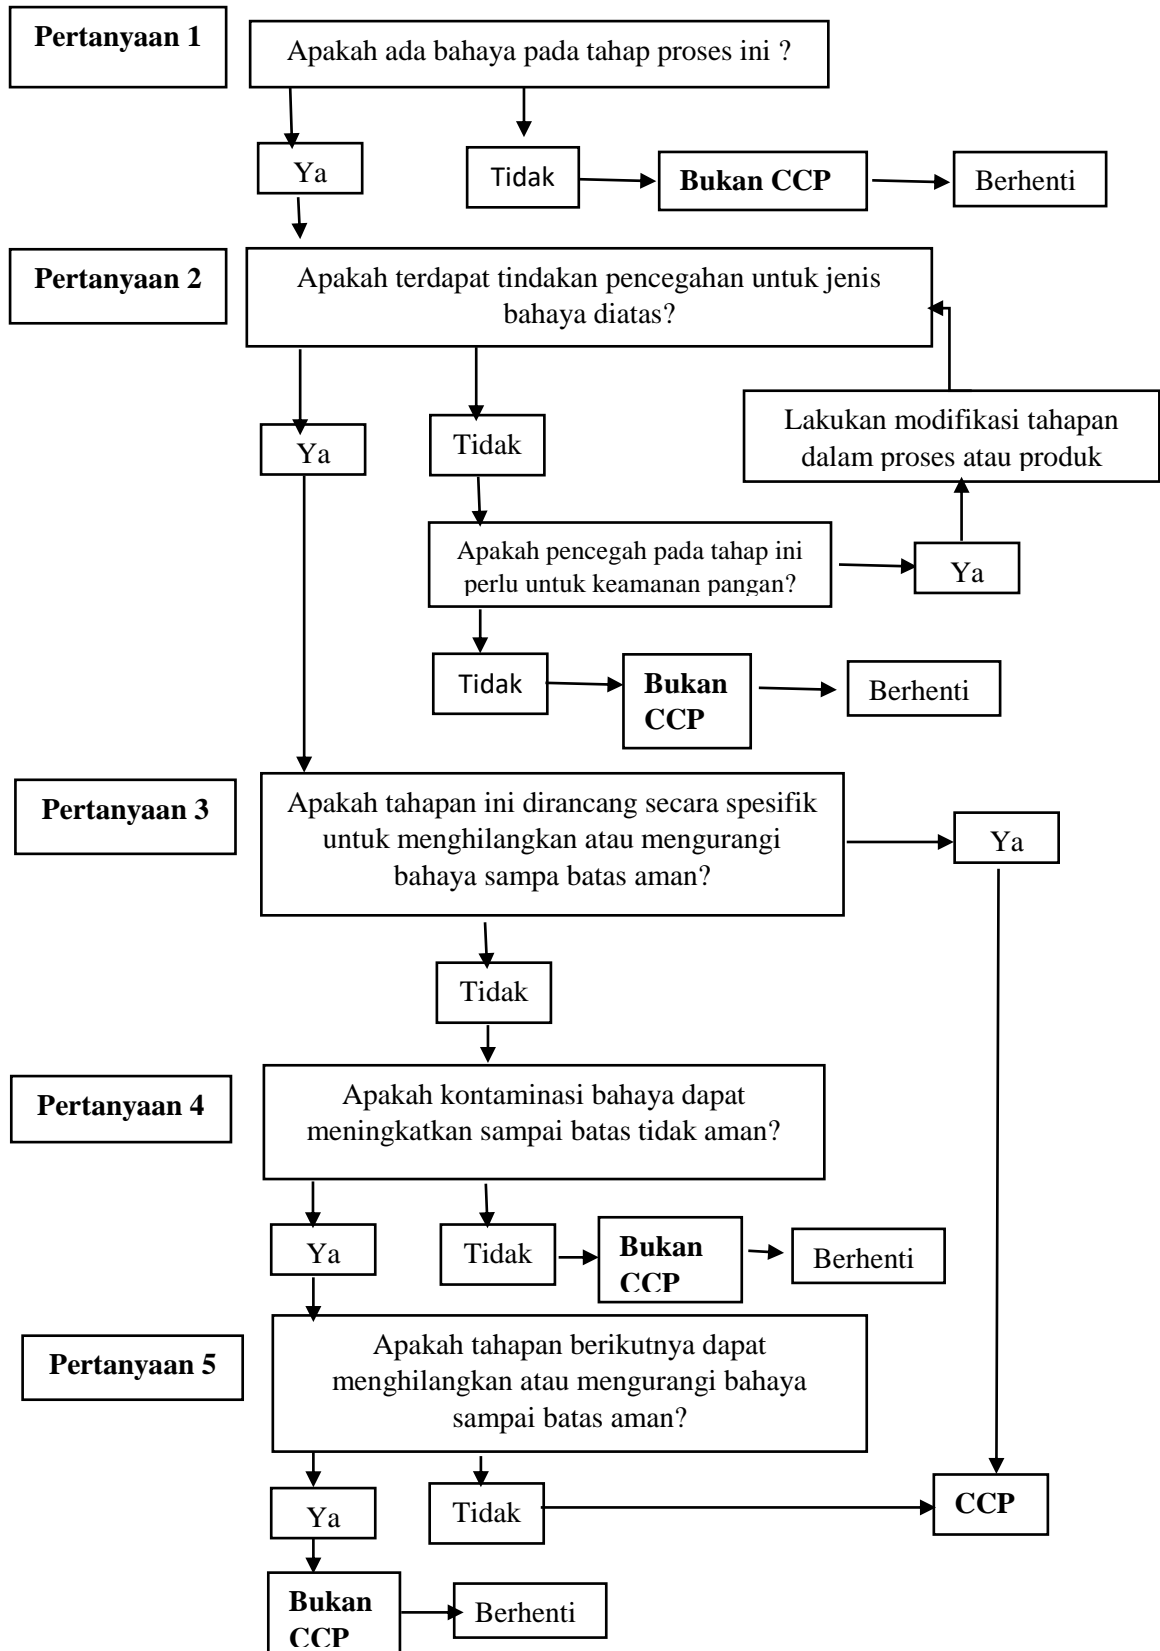 Pertanyaan 1
Apakah ada bahaya pada tahap proses ini ?
Ya
Tidak
Bukan CCP
Berhenti
Pertanyaan 2
Apakah terdapat tindakan pencegahan untuk jenis
bahaya diatas?
Ya
Tidak
Lakukan modifikasi tahapan
dalam proses atau produk
Apakah pencegah pada tahap ini
perlu untuk keamanan pangan?
Ya
Tidak
Bukan
CCP
Berhenti
Pertanyaan 3
Apakah tahapan ini dirancang secara spesifik
untuk menghilangkan atau mengurangi
bahaya sampa batas aman?
Ya
Tidak
Pertanyaan 4
Apakah kontaminasi bahaya dapat
meningkatkan sampai batas tidak aman?
Ya
Tidak
Bukan
CCP
Berhenti
Pertanyaan 5
Apakah tahapan berikutnya dapat
menghilangkan atau mengurangi bahaya
sampai batas aman?
Ya
Tidak
CCP
Bukan
CCP
Berhenti